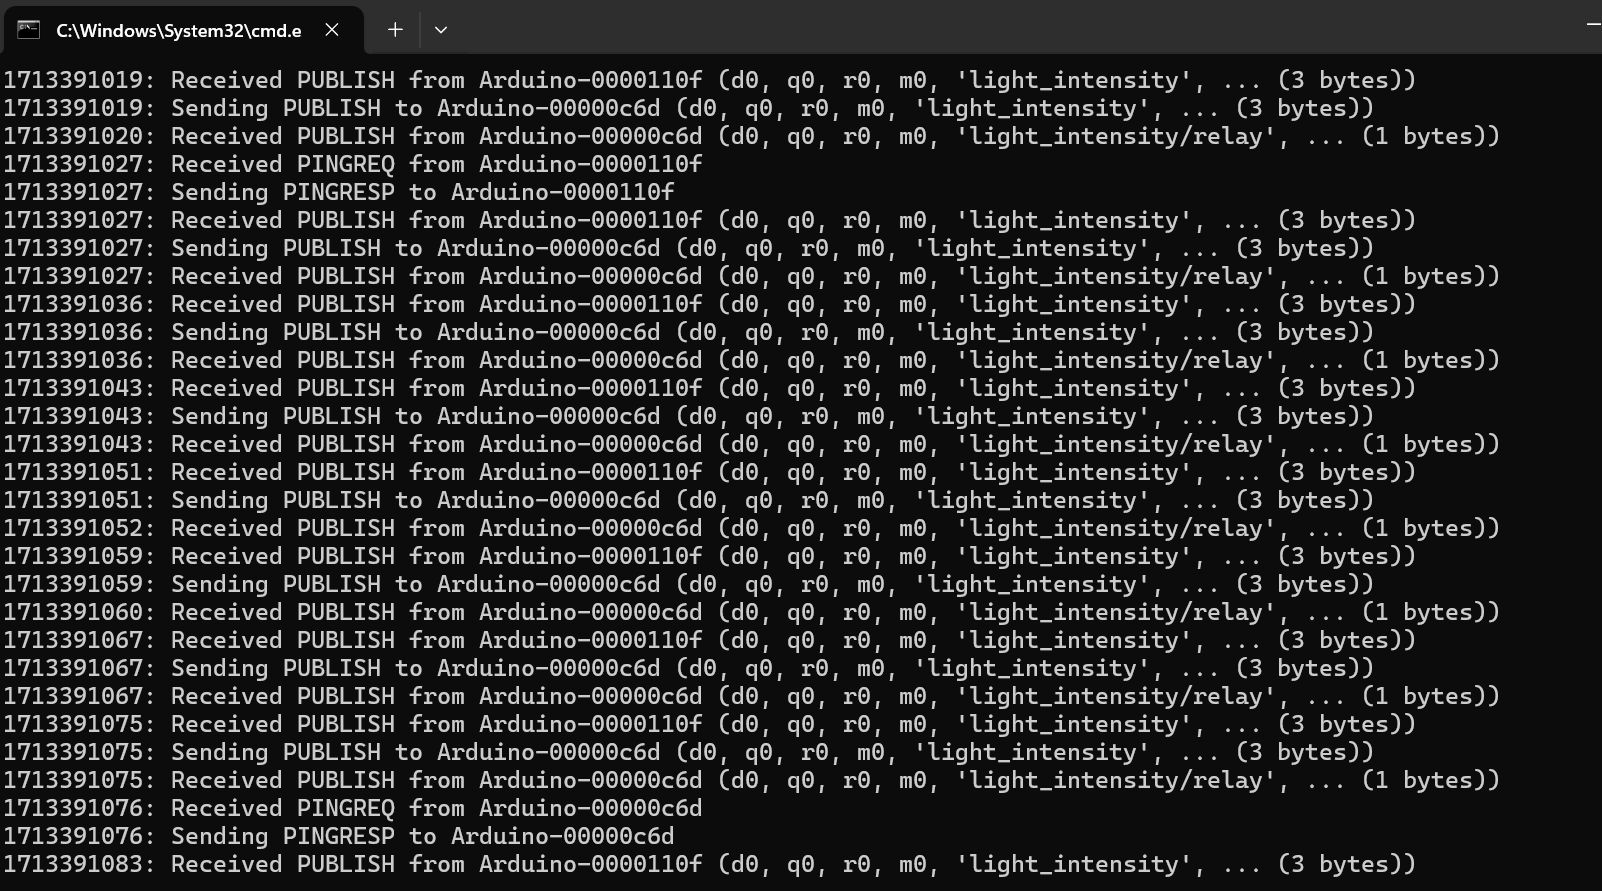 C:\Windows\System32\cmd.e
1713391019: Received PUBLISH from Arduino-0000110f (d0, q0, r0, m0, 'light_intensity', ... (3 bytes))
1713391019: Sending PUBLISH to Arduino-00000c6d (d0, q0, r0, m0, 'light_intensity', ... (3 bytes))
1713391020: Received PUBLISH from Arduino-00000c6d (d0, q0, r0, m0, 'light_intensity/relay', ... (1 bytes))
1713391027: Received PINGREQ from Arduino-0000110f
1713391027: Sending PINGRESP to Arduino-0000110f
1713391027: Received PUBLISH from Arduino-0000110f (d0, q0, r0, m0, 'light_intensity', ... (3 bytes))
1713391027: Sending PUBLISH to Arduino-00000c6d (d0, q0, r0, m0, 'light_intensity', ... (3 bytes))
1713391027: Received PUBLISH from Arduino-00000c6d (d0, q0, r0, m0, 'light_intensity/relay', ... (1 bytes))
1713391036: Received PUBLISH from Arduino-0000110f (d0, q0, r0, m0, 'light_intensity', ... (3 bytes))
1713391036: Sending PUBLISH to Arduino-00000c6d (d0, q0, r0, m0, 'light_intensity', ... (3 bytes))
1713391036: Received PUBLISH from Arduino-00000c6d (d0, q0, r0, m0, 'light_intensity/relay', ... (1 bytes))
1713391043: Received PUBLISH from Arduino-0000110f (d0, q0, r0, m0, 'light_intensity', ... (3 bytes))
1713391043: Sending PUBLISH to Arduino-00000c6d (d0, q0, r0, m0, 'light_intensity', ... (3 bytes))
1713391043: Received PUBLISH from Arduino-00000c6d (d0, q0, r0, m0, 'light_intensity/relay', ... (1 bytes))
1713391051: Received PUBLISH from Arduino-0000110f (d0, q0, r0, m0, 'light_intensity', ... (3 bytes))
1713391051: Sending PUBLISH to Arduino-00000c6d (d0, q0, r0, m0, 'light_intensity', ... (3 bytes))
1713391052: Received PUBLISH from Arduino-00000c6d (d0, q0, r0, m0, 'light_intensity/relay', ... (1 bytes))
1713391059: Received PUBLISH from Arduino-0000110f (d0, q0, r0, m0, 'light_intensity', ... (3 bytes))
1713391059: Sending PUBLISH to Arduino-00000c6d (d0, q0, r0, m0, 'light_intensity', ... (3 bytes))
1713391060: Received PUBLISH from Arduino-00000c6d (d0, q0, r0, m0, 'light_intensity/relay', ... (1 bytes))
1713391067: Received PUBLISH from Arduino-0000110f (d0, q0, r0, m0, 'light_intensity', ... (3 bytes))
1713391067: Sending PUBLISH to Arduino-00000c6d (d0, q0, r0, m0, 'light_intensity', ... (3 bytes))
1713391067: Received PUBLISH from Arduino-00000c6d (d0, q0, r0, m0, 'light_intensity/relay', ... (1 bytes))
1713391075: Received PUBLISH from Arduino-0000110f (d0, q0, r0, m0, 'light_intensity', ... (3 bytes))
1713391075: Sending PUBLISH to Arduino-00000c6d (d0, q0, r0, m0, 'light_intensity', ... (3 bytes))
1713391075: Received PUBLISH from Arduino-00000c6d (d0, q0, r0, m0, 'light_intensity/relay', ... (1 bytes))
1713391076: Received PINGREQ from Arduino-00000c6d
1713391076: Sending PINGRESP to Arduino-00000c6d
1713391083: Received PUBLISH from Arduino-0000110f (d0, q0, r0, m0, 'light_intensity', ... (3 bytes))